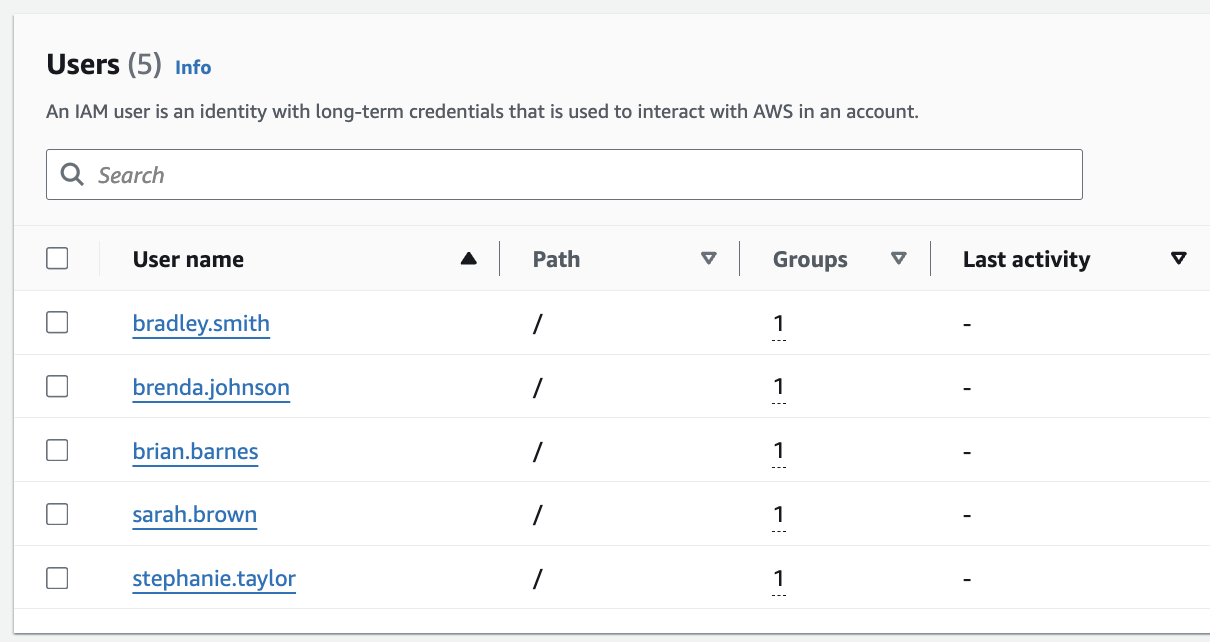 Users (5) Info
An IAM user is an identity with long-term credentials that is used to interact with AWS in an account.
Search
User name Path Groups Last activity
bradley.smith / 1 -
brenda.johnson / 1 -
brian.barnes / 1 -
sarah.brown / 1 -
stephanie.taylor / 1 -